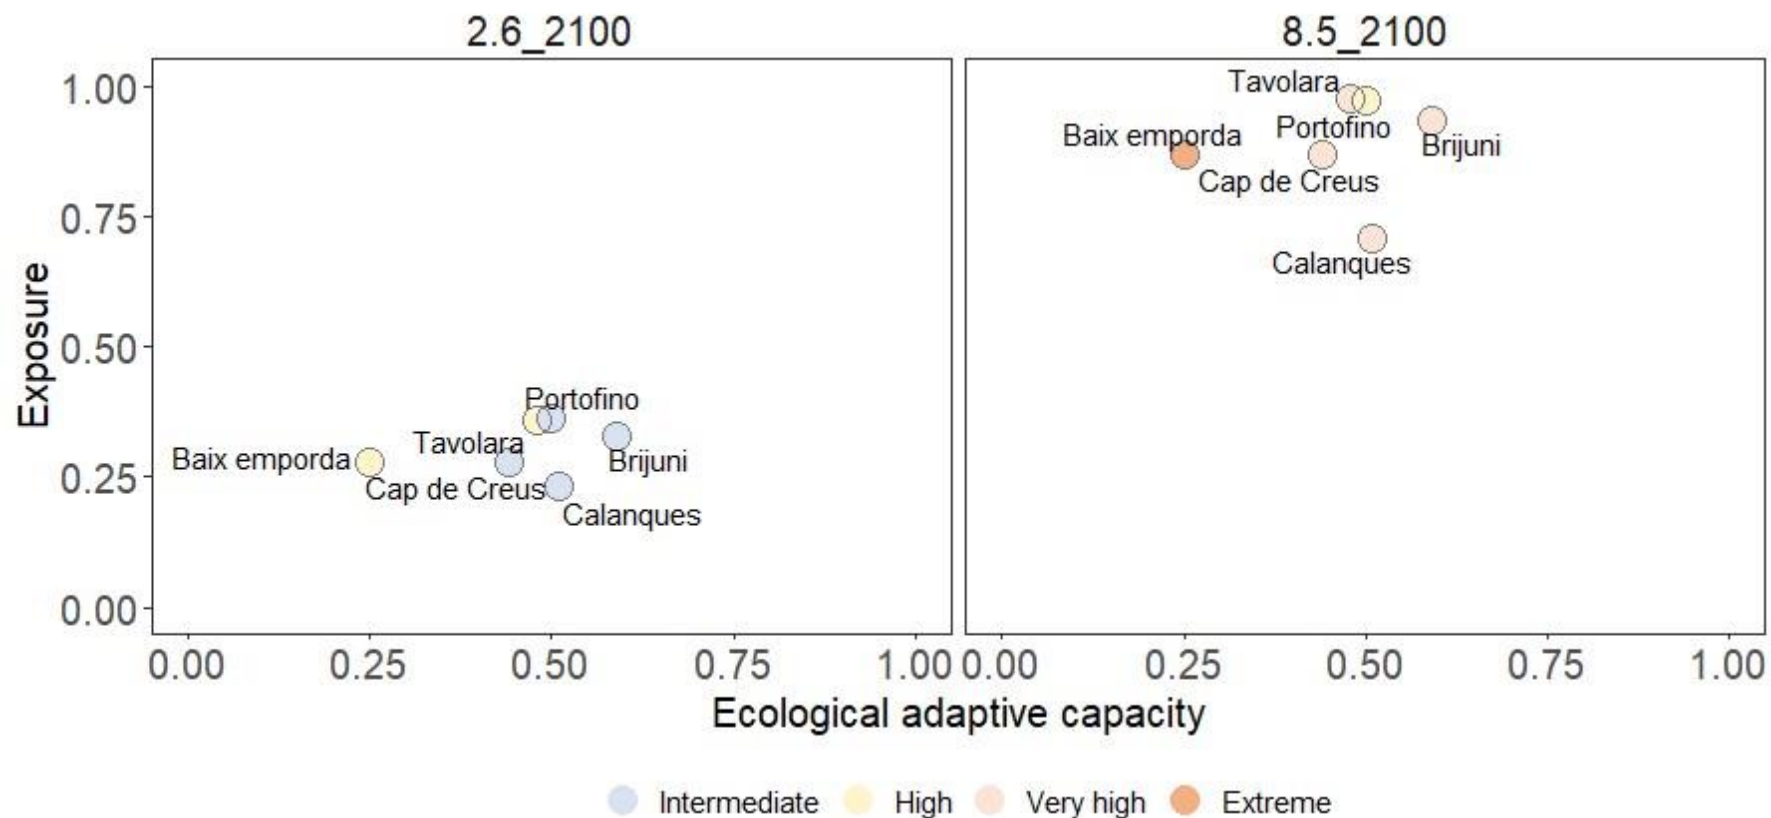 2.6_2100
8.5_2100
Exposure
1.00
0.75
0.50
0.25
0.00
Portofino
Tavolara
Baix emporda
Brijuni
Cap de Creus
Calanques
Tavolara
Baix emporda
Portofino
Brijuni
Cap de Creus
Calanques
0.00 0.25 0.50 0.75 1.00
0.00 0.25 0.50 0.75 1.00
Ecological adaptive capacity
Intermediate High Very high Extreme